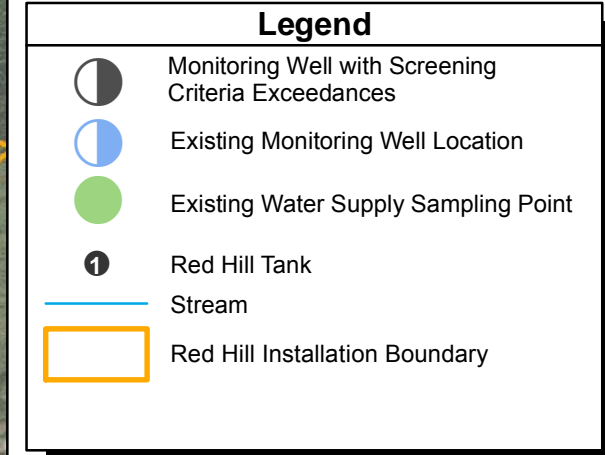 Legend
Monitoring Well with Screening
Criteria Exceedances
Existing Monitoring Well Location
Existing Water Supply Sampling Point
1 Red Hill Tank
Stream
Red Hill Installation Boundary